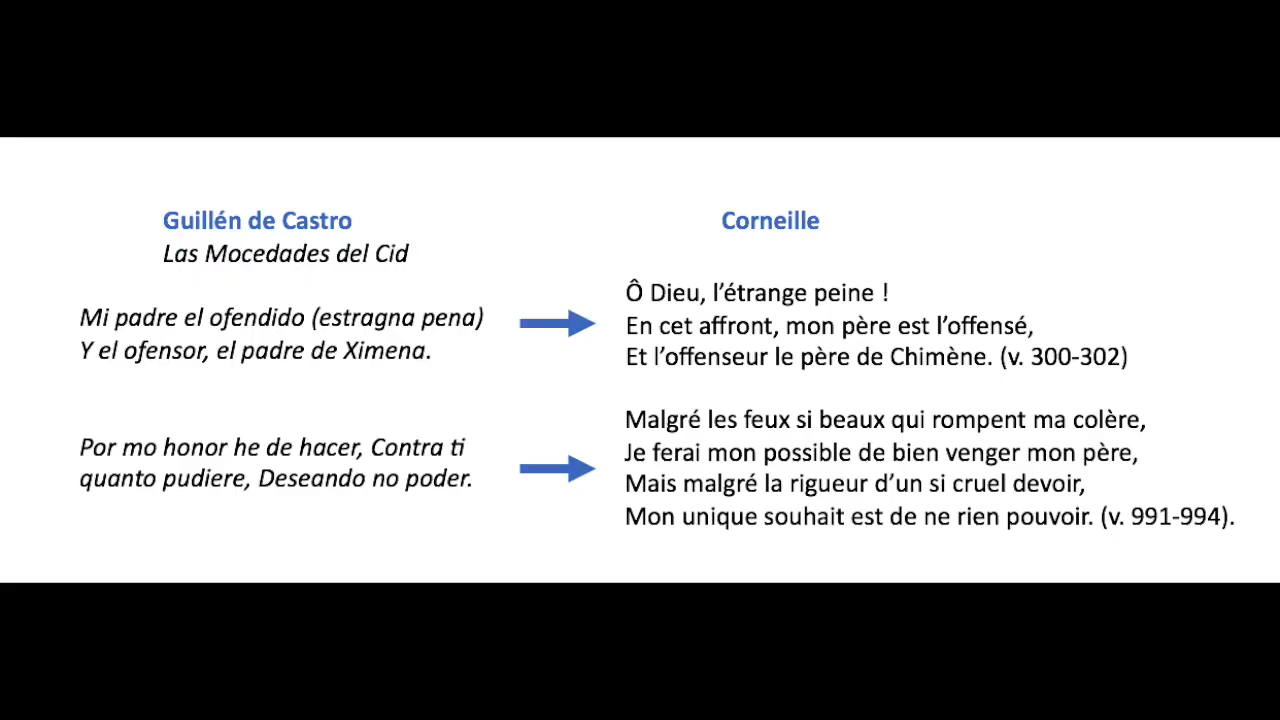 Guillén de Castro
Las Mocedades del Cid
Mi padre el ofendido (estragna pena)
Y el ofensor, el padre de Ximena.
Por mo honor he de hacer, Contra ti
quanto pudiere, Deseando no poder.
Corneille
Ô Dieu, l’étrange peine !
En cet affront, mon père est l’offensé,
Et l’offenseur le père de Chimène. (v. 300-302)
Malgré les feux si beaux qui rompent ma colère,
Je ferai mon possible de bien venger mon père,
Mais malgré la rigueur d’un si cruel devoir,
Mon unique souhait est de ne rien pouvoir. (v. 991-994).